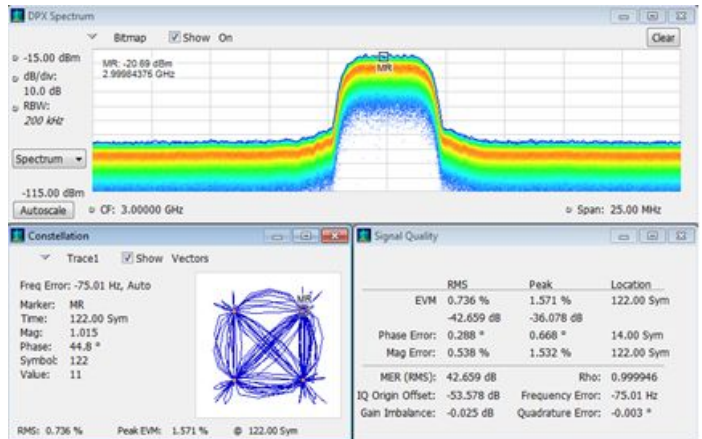 DPX Spectrum
Bitmap Show On Clear
-15.00 dBm
MR: -20.69 dBm
2.99984375 GHz
MR
dB/div:
10.0 dB
RBW:
200 kHz
Spectrum
-115.00 dBm
Autoscale CF: 3.00000 GHz Span: 25.00 MHz
Constellation
Trace1 Show Vectors
Freq Error: -75.01 Hz, Auto
Marker: MR
Time: 122.00 Sym
Mag: 1.015
Phase: 44.8 °
Symbol: 122
Value: 11
MR
RMS: 0.736 % Peak EVM: 1.571 % @ 122.00 Sym
Signal Quality
RMS Peak Location
EVM 0.736 % 1.571 % 122.00 Sym
-42.659 dB -36.078 dB
Phase Error: 0.288 ° 0.668 ° 14.00 Sym
Mag Error: 0.538 % 1.532 % 122.00 Sym
MER (RMS): 42.659 dB Rho: 0.999946
IQ Origin Offset: -53.578 dB Frequency Error: -75.01 Hz
Gain Imbalance: -0.025 dB Quadrature Error: -0.003 °